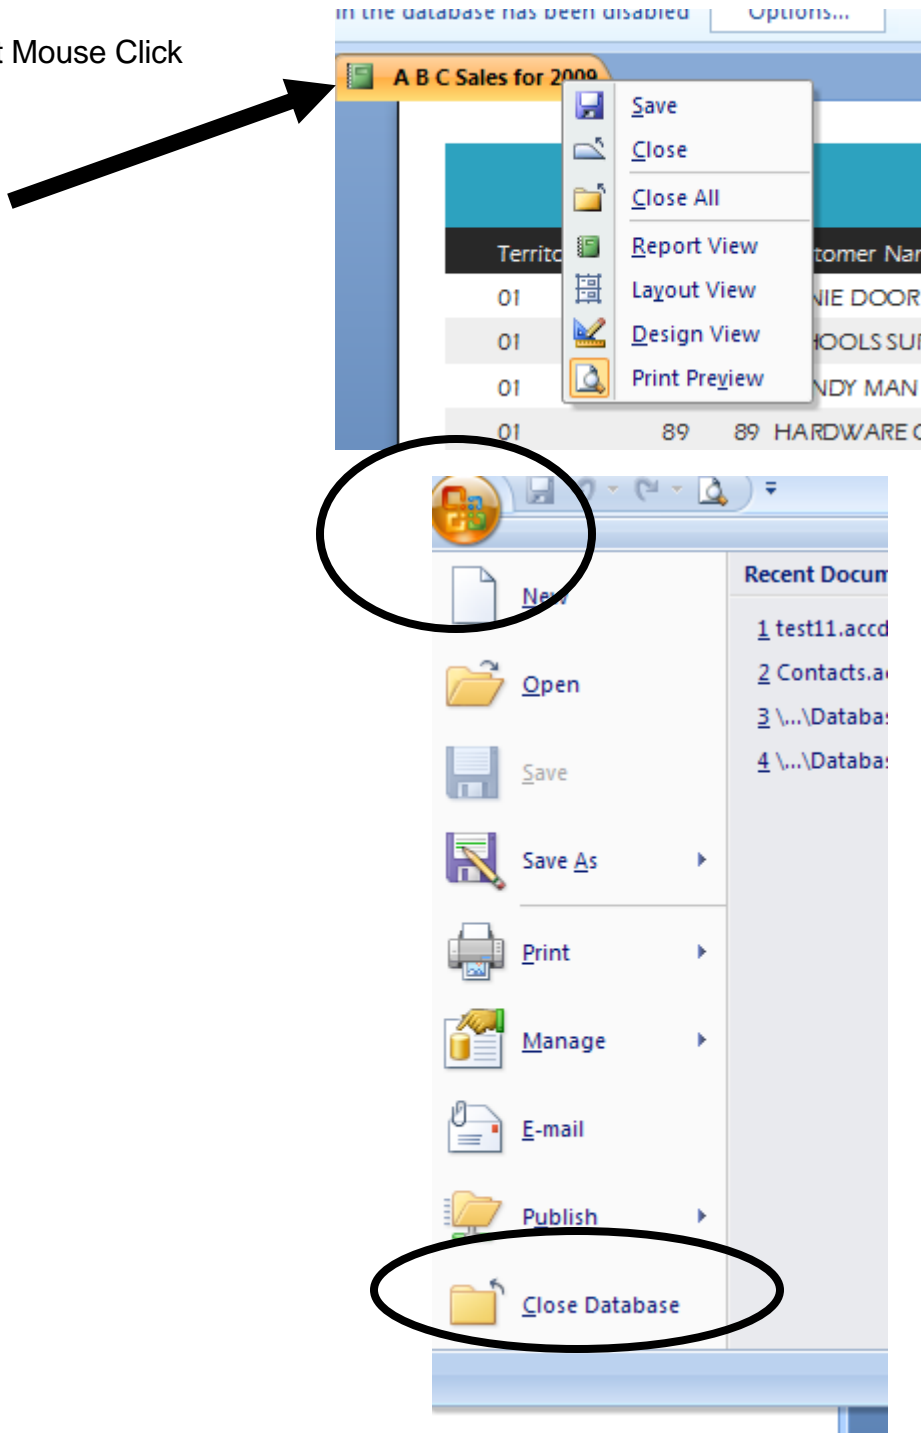 in the database has been disabled Options...
t Mouse Click
A B C Sales for 2009
Save
Close
Close All
Report View
Layout View
Design View
Print Preview
Territo tomer Nar
01 NIE DOOR
01 HOOLS SUP
01 NDY MAN
01 89 89 HARDWARE C
New
Open
Save
Save As
Print
Manage
E-mail
Publish
Close Database
Recent Docum
1 test11.accd
2 Contacts.a
3 \...\Databa
4 \...\Databa